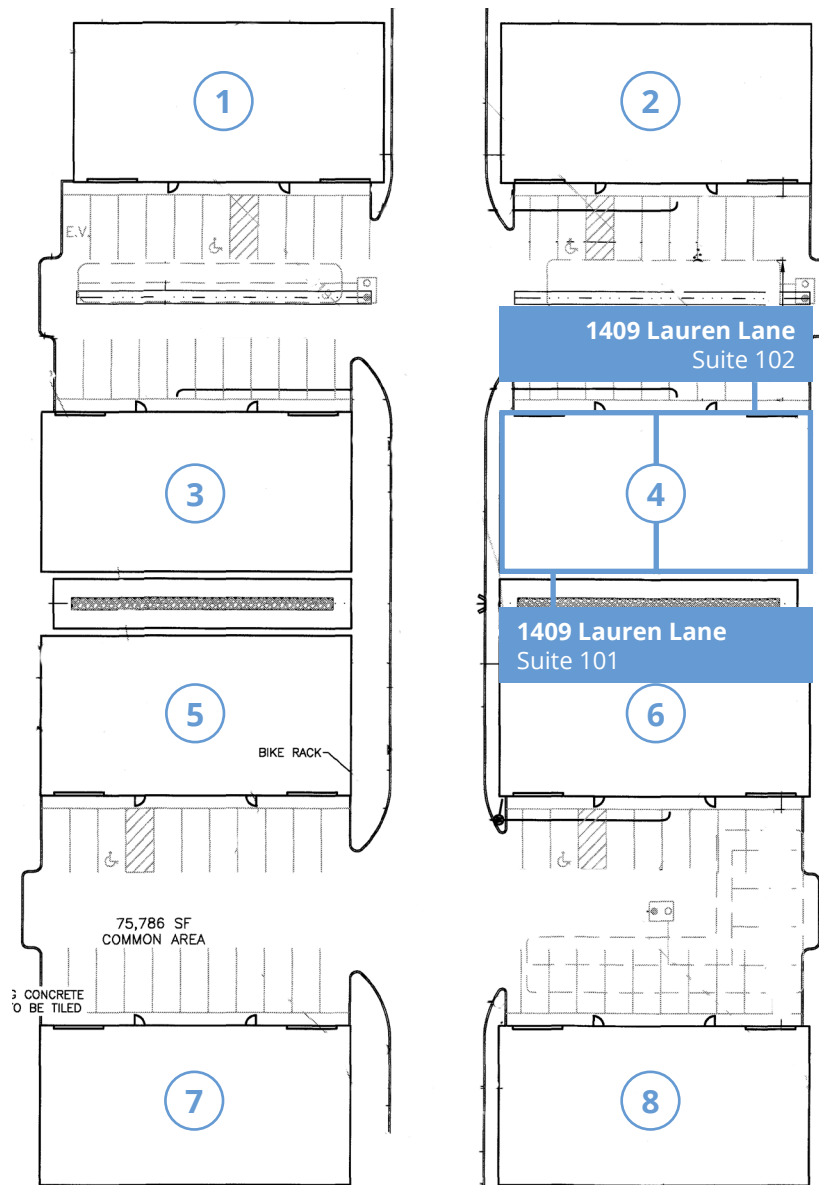 1
2
E.V.
1409 Lauren Lane
Suite 102
3
4
1409 Lauren Lane
Suite 101
5
6
BIKE RACK
75,786 SF
COMMON AREA
G CONCRETE
TO BE TILED
7
8